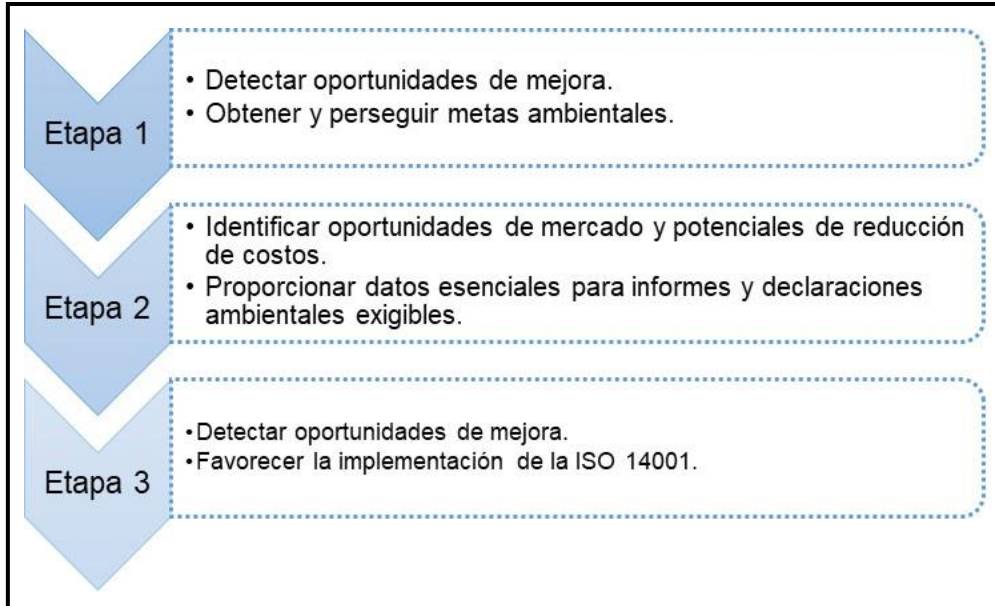 Etapa 1
• Detectar oportunidades de mejora.
• Obtener y perseguir metas ambientales.
Etapa 2
• Identificar oportunidades de mercado y potenciales de reducción
de costos.
• Proporcionar datos esenciales para informes y declaraciones
ambientales exigibles.
Etapa 3
•Detectar oportunidades de mejora.
•Favorecer la implementación de la ISO 14001.